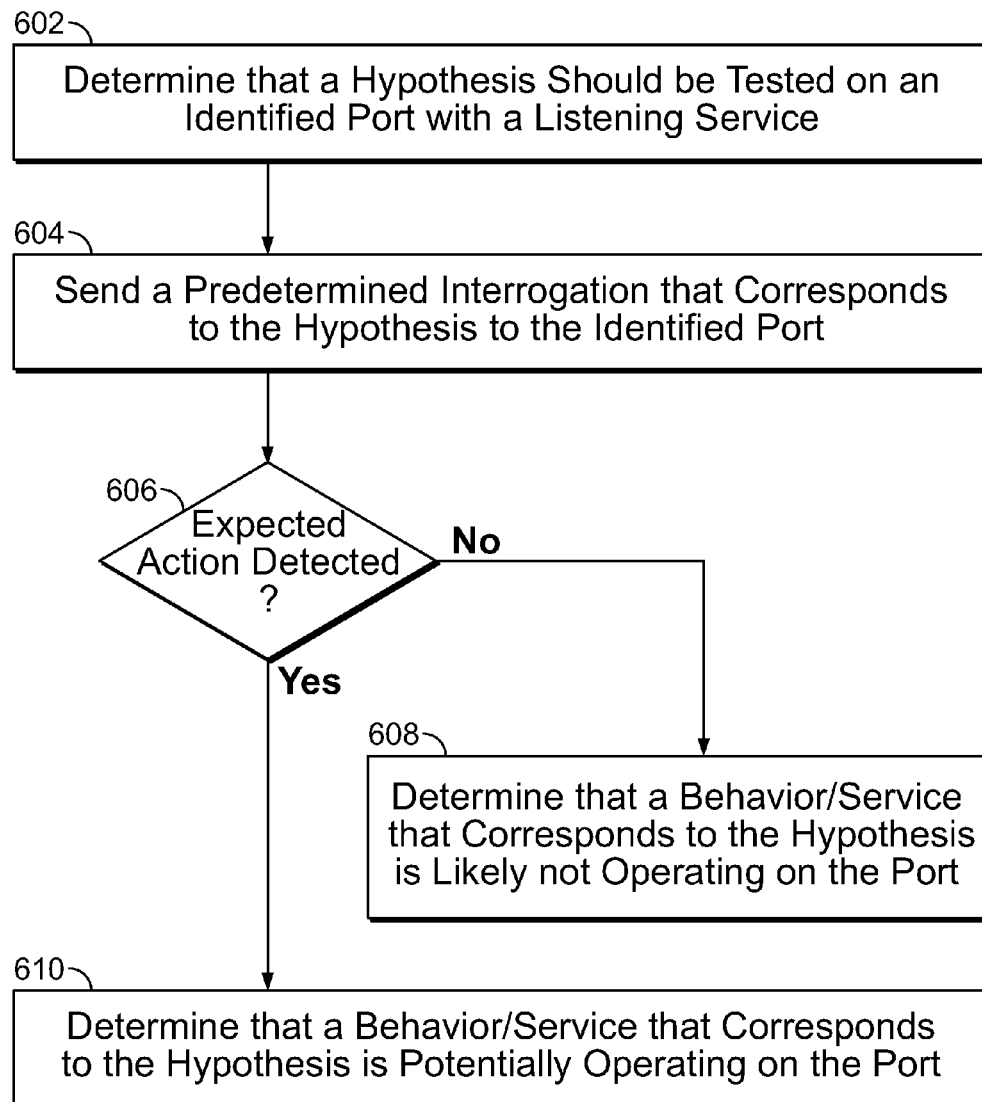 602
Determine that a Hypothesis Should be Tested on an
Identified Port with a Listening Service
604
Send a Predetermined Interrogation that Corresponds
to the Hypothesis to the Identified Port
606
Expected
Action Detected
?
No
Yes
608
Determine that a Behavior/Service
that Corresponds to the Hypothesis
is Likely not Operating on the Port
610
Determine that a Behavior/Service that Corresponds
to the Hypothesis is Potentially Operating on the Port